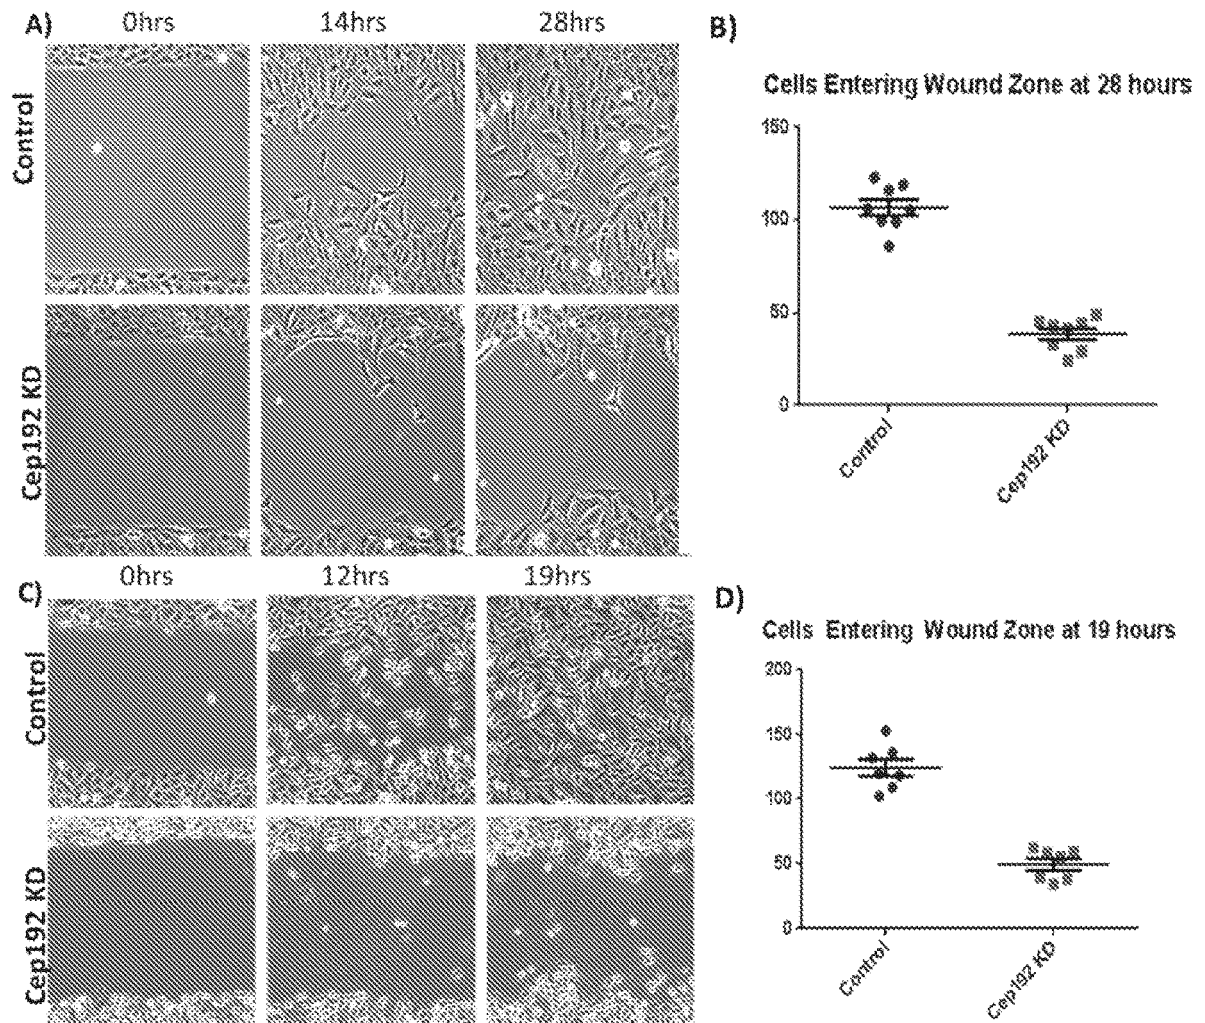 A)
0hrs 14hrs 28hrs
Control
Cep192 KD
B)
Cells Entering Wound Zone at 28 hours
150
100
50
0
Control
Cep192 KD
C)
0hrs 12hrs 19hrs
Control
Cep192 KD
D)
Cells Entering Wound Zone at 19 hours
200
150
100
50
0
Control
Cep192 KD